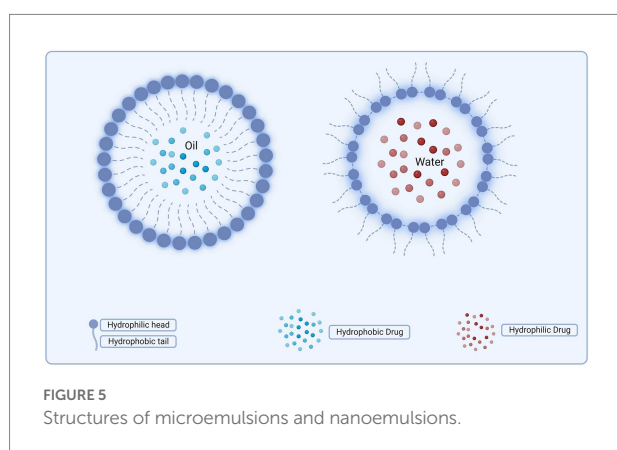 Oil
Water
Hydrophilic head
Hydrophobic tail
Hydrophobic Drug
Hydrophilic Drug
FIGURE 5
Structures of microemulsions and nanoemulsions.